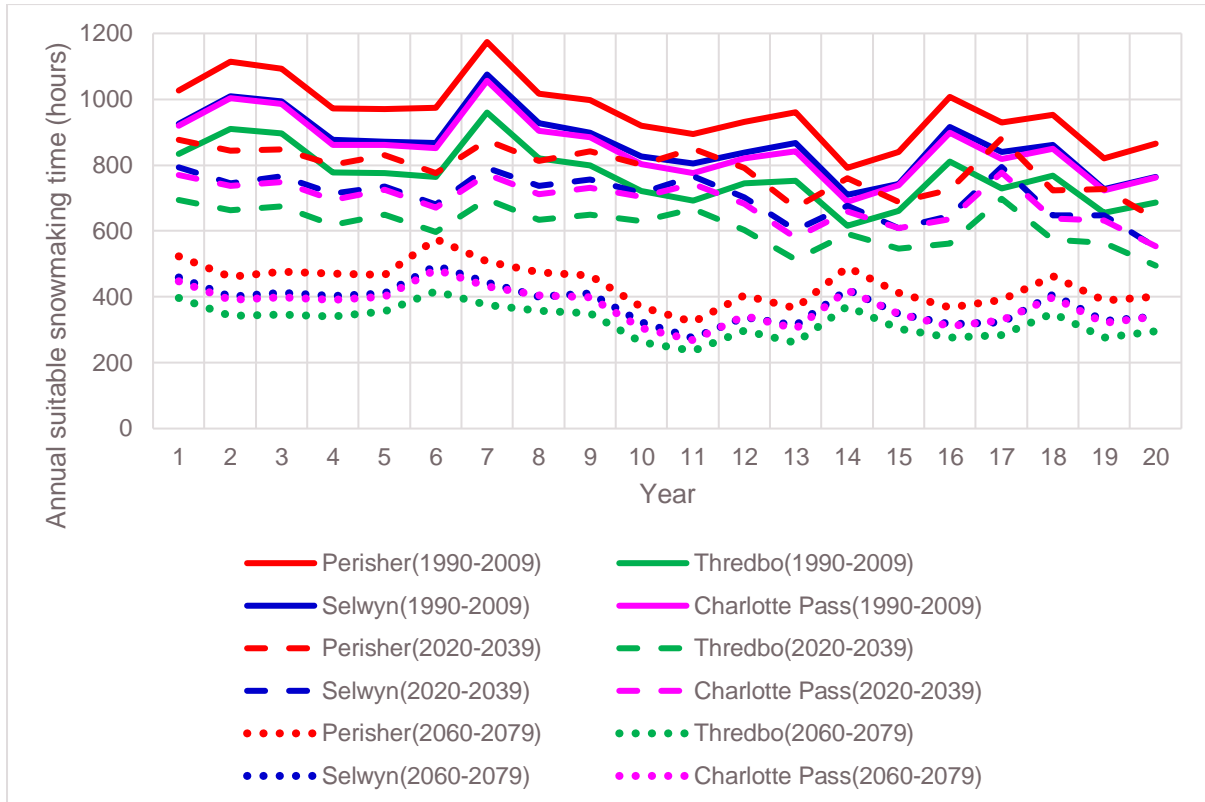 Annual suitable snowmaking time (hours)
1200
1000
800
600
400
200
0
1 2 3 4 5 6 7 8 9 10 11 12 13 14 15 16 17 18 19 20
Year
Perisher(1990-2009) Thredbo(1990-2009)
Selwyn(1990-2009) Charlotte Pass(1990-2009)
Perisher(2020-2039) Thredbo(2020-2039)
Selwyn(2020-2039) Charlotte Pass(2020-2039)
Perisher(2060-2079) Thredbo(2060-2079)
Selwyn(2060-2079) Charlotte Pass(2060-2079)